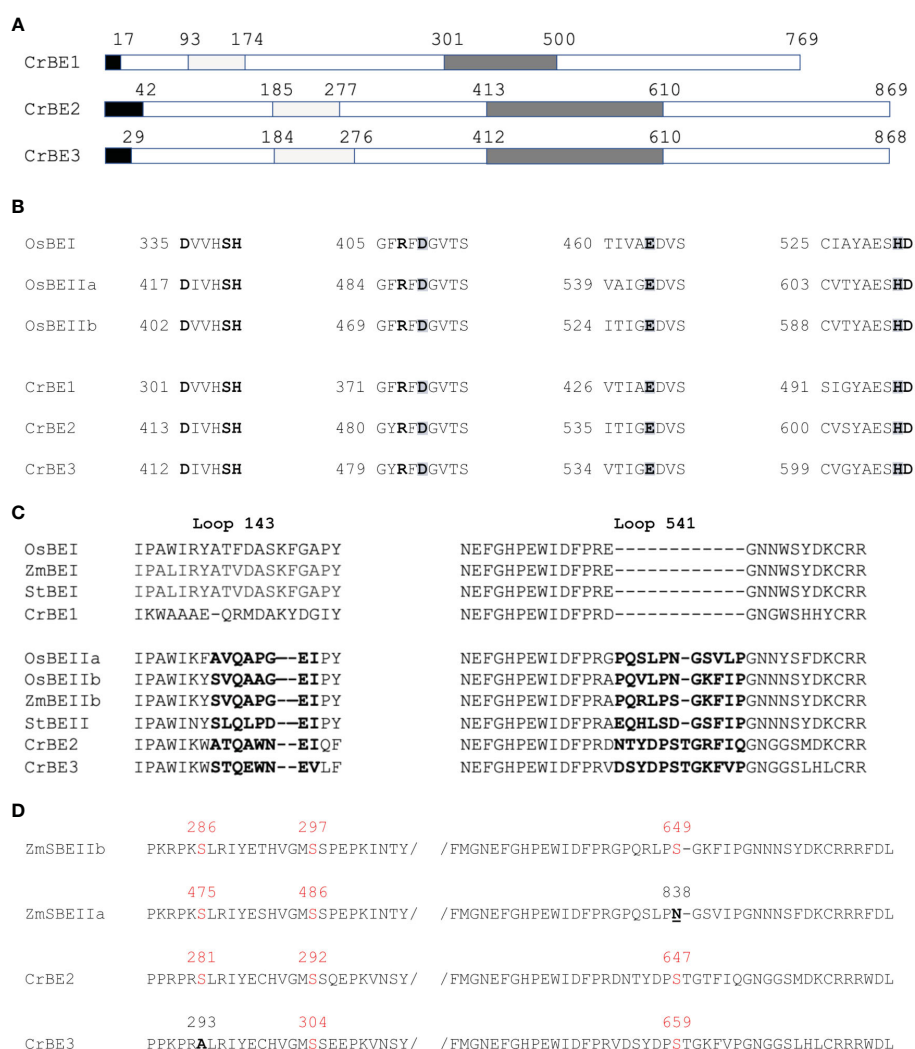 A
17 93 174 301 500 769
CrBE1
42 185 277 413 610 869
CrBE2
29 184 276 412 610 868
CrBE3
B
OsBEI 335 DVVHSH 405 GFRFDGVTS 460 TIVAEDVS 525 CIAYAESHD
OsBEIIa 417 DIVHSH 484 GFRFDGVTS 539 VAIGEDVS 603 CVTYAESHD
OsBEIIb 402 DIVHSH 469 GFRFDGVTS 524 ITIGEDVS 588 CVTYAESHD
CrBE1 301 DVVHSH 371 GFRFDGVTS 426 VTIAEDVS 491 SIGYAESHD
CrBE2 413 DIVHSH 480 GYRFDGVTS 535 ITIGEDVS 600 CVSYAESHD
CrBE3 412 DIVHSH 479 GYRFDGVTS 534 VTIGEDVS 599 CVGYAESHD
C
Loop 143 Loop 541
OsBEI IPAWIRYATFDASKFGAPY NEFGHPEWIDFPRE------------GNNWSYDKCRR
ZmBEI IPALIRYATVDASKFGAPY NEFGHPEWIDFPRE------------GNNWSYDKCRR
StBEI IPALIRYATVDASKFGAPY NEFGHPEWIDFPRE------------GNNWSYDKCRR
CrBE1 IKWAAAE-QRMDAKYDGIY NEFGHPEWIDFPRD------------GNGWSHHYCRR
OsBEIIa IPAWIKFAVQAPG--EIPY NEFGHPEWIDFPRGPQSLPN-GSVLPGNNYSFDKCRR
OsBEIIb IPAWIKYSVQAAG--EIPY NEFGHPEWIDFPRAPQVLPN-GKFIPGNNNSYDKCRR
ZmBEIIb IPAWIKYSVQAPG--EIPY NEFGHPEWIDFPRAPQRLPS-GKFIPGNNNSYDKCRR
StBEII IPAWINYSLQLPD--EIPY NEFGHPEWIDFPRAEQHLSD-GSFIPGNNNSYDKCRR
CrBE2 IPAWIKWATQAWN--EIQF NEFGHPEWIDFPRDNTYDPSTGRFIQGNGGSMDKCRR
CrBE3 IPAWIKWSTQEWN--EVLF NEFGHPEWIDFPRVDSYDPSTGKFVPGNGGSLHLCRR
D
286 297 649
ZmSBEIIb PKRPKSLRIYETHVGMSSPEPKINTY/ /FMGNEFGHPEWIDFPRGPQRLPS-GKFIPGNNNSYDKCRRRFDL
475 486 838
ZmSBEIIa PKRPKSLRIYESHVGMSSPEPKINTY/ /FMGNEFGHPEWIDFPRGPQSLPN-GSVIPGNNNSFDKCRRRFDL
281 292 647
CrBE2 PPRPRSLRIYECHVGMSSQEPKVNSY/ /FMGNEFGHPEWIDFPRDNTYDPSTGTFIQGNGGSMDKCRRRWDL
293 304 659
CrBE3 PPKPRALRIYECHVGMSSEEPKVNSY/ /FMGNEFGHPEWIDFPRVDSYDPSTGKFVPGNGGSLHLCRRRWDL